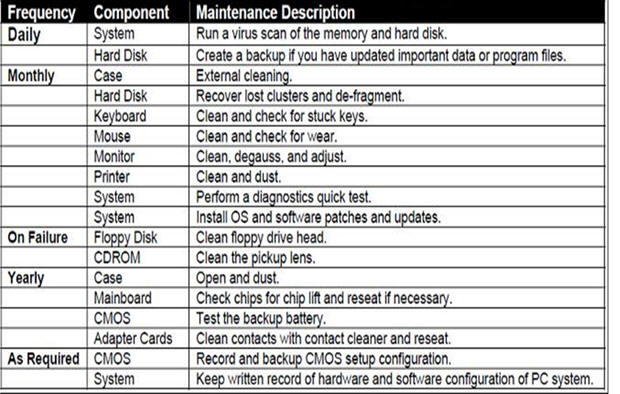 Frequency Component Maintenance Description
Daily System Run a virus scan of the memory and hard disk.
Hard Disk Create a backup if you have updated important data or program files.
Monthly Case External cleaning.
Hard Disk Recover lost clusters and de-fragment.
Keyboard Clean and check for stuck keys.
Mouse Clean and check for wear.
Monitor Clean, degauss, and adjust.
Printer Clean and dust.
System Perform a diagnostics quick test.
System Install OS and software patches and updates.
On Failure Floppy Disk Clean floppy drive head.
CDROM Clean the pickup lens.
Yearly Case Open and dust.
Mainboard Check chips for chip lift and reseat if necessary.
CMOS Test the backup battery.
Adapter Cards Clean contacts with contact cleaner and reseat.
As Required CMOS Record and backup CMOS setup configuration.
System Keep written record of hardware and software configuration of PC system.